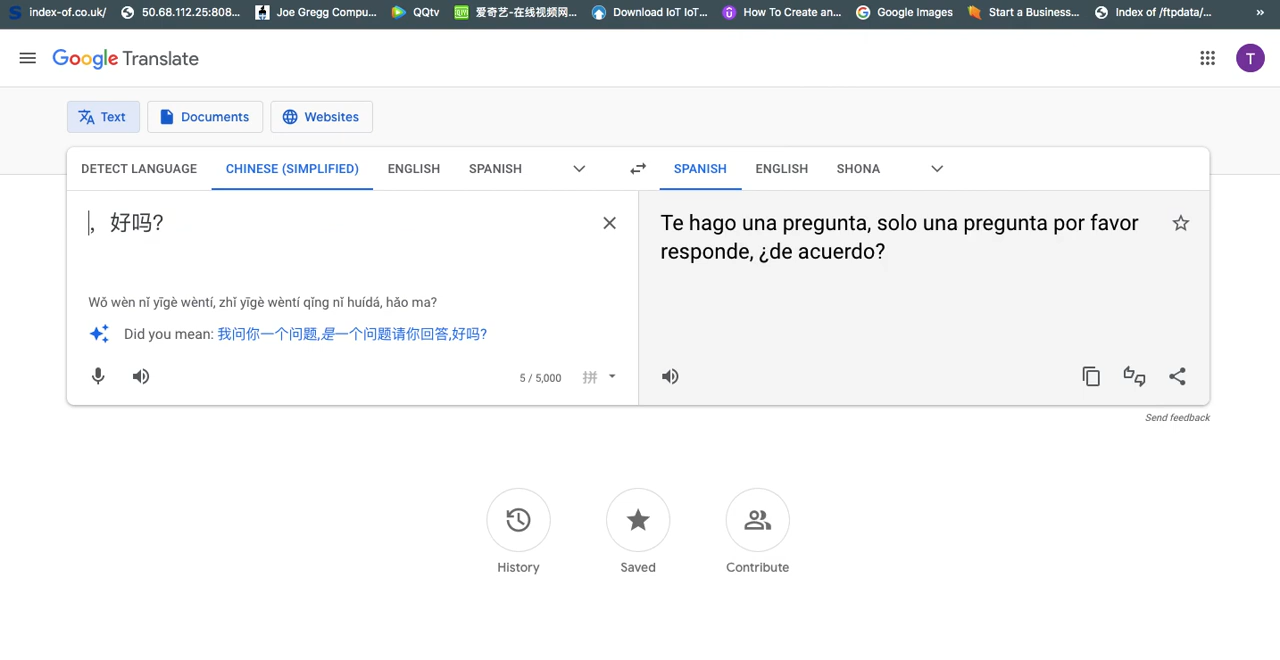 index-of.co.uk/ 50.68.112.25:808... Joe Gregg Compu... QQtv 爱奇艺-在线视频网... Download IoT IoT... How To Create an... Google Images Start a Business... Index of /ftpdata/... »
Google Translate T
Text Documents Websites
DETECT LANGUAGE CHINESE (SIMPLIFIED) ENGLISH SPANISH SPANISH ENGLISH SHONA
，好吗?
Te hago una pregunta, solo una pregunta por favor
responde, ¿de acuerdo?
Wǒ wèn nǐ yīgè wèntí, zhǐ yīgè wèntí qǐng nǐ huídá, hǎo ma?
Did you mean: 我问你一个问题,是一个问题请你回答,好吗?
5 / 5,000 拼
Send feedback
History Saved Contribute